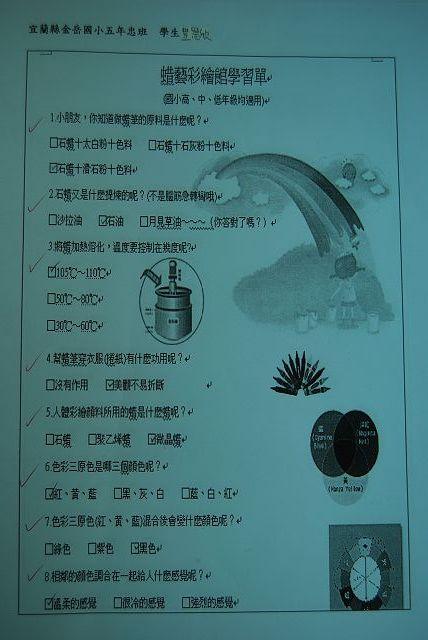 宜蘭縣金岳國小五年忠班 學生
蜡藝彩繪館學習單
(國小高、中、低年級均適用)
1.小朋友，你知道做蠟筆的原料是什麼呢？
□石蠟十太白粉十色料 □石蠟十石灰粉十色料
☑石蠟十滑石粉十色料
2.石蠟又是什麼提煉的呢？(不是腦筋急轉彎哦)
□沙拉油 ☑石油 □月見草油～～～（你答對了嗎？）
3.將蠟加熱熔化，溫度要控制在幾度呢?
☑105℃～110℃
□50℃～80℃
□30℃～60℃
4.幫蠟筆穿衣服(捲紙)有什麼功用呢？
□沒有作用 ☑美觀不易折斷
5.人體彩繪顏料所用的蠟是什麼蠟呢？
□石蠟 □聚乙烯蠟 ☑微晶蠟
6.色彩三原色是哪三個顏色呢？
☑紅、黃、藍 □黑、灰、白 □藍、白、紅
藍
(Cyanine Blue)
洋紅
(Magenta Red)
黃
(Hansa Yellow)
7.色彩三原色(紅、黃、藍)混合後會變什麼顏色呢？
□綠色 □紫色 ☑黑色
8.相鄰的顏色調合在一起給人什麼感覺呢？
☑溫柔的感覺 □很冷的感覺 □強烈的感覺